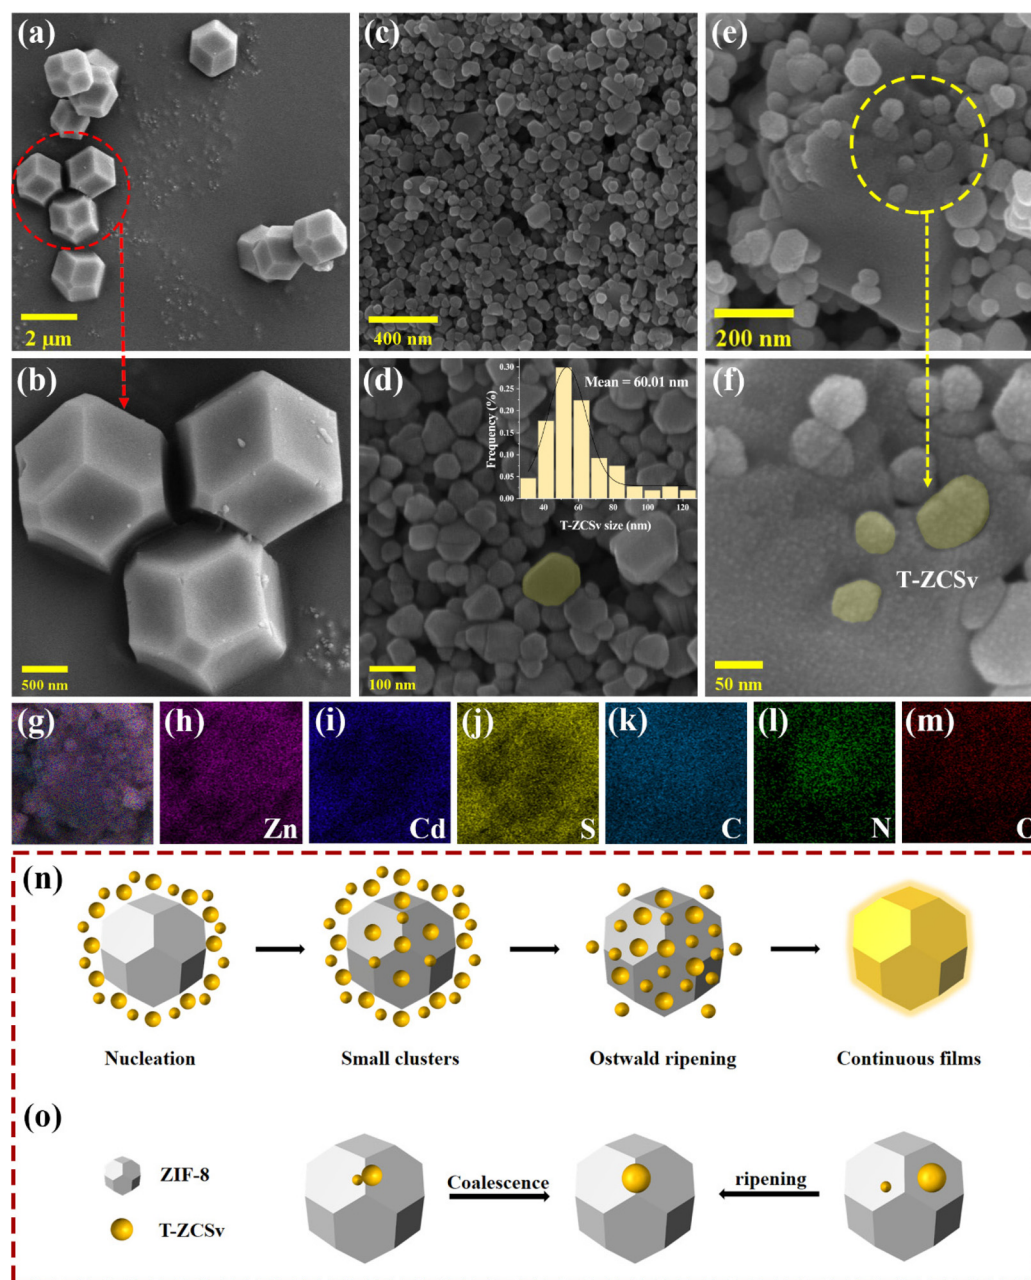 (a)
2 μm
(c)
400 nm
(e)
200 nm
(b)
500 nm
(d)
Mean = 60.01 nm
Frequency (%)
0.30
0.25
0.20
0.15
0.10
0.05
0.00
40 60 80 100 120
T-ZCSv size (nm)
100 nm
(f)
T-ZCSv
50 nm
(g)
(h)
Zn
(i)
Cd
(j)
S
(k)
C
(l)
N
(m)
O
(n)
Nucleation
Small clusters
Ostwald ripening
Continuous films
(o)
ZIF-8
T-ZCSv
Coalescence
ripening